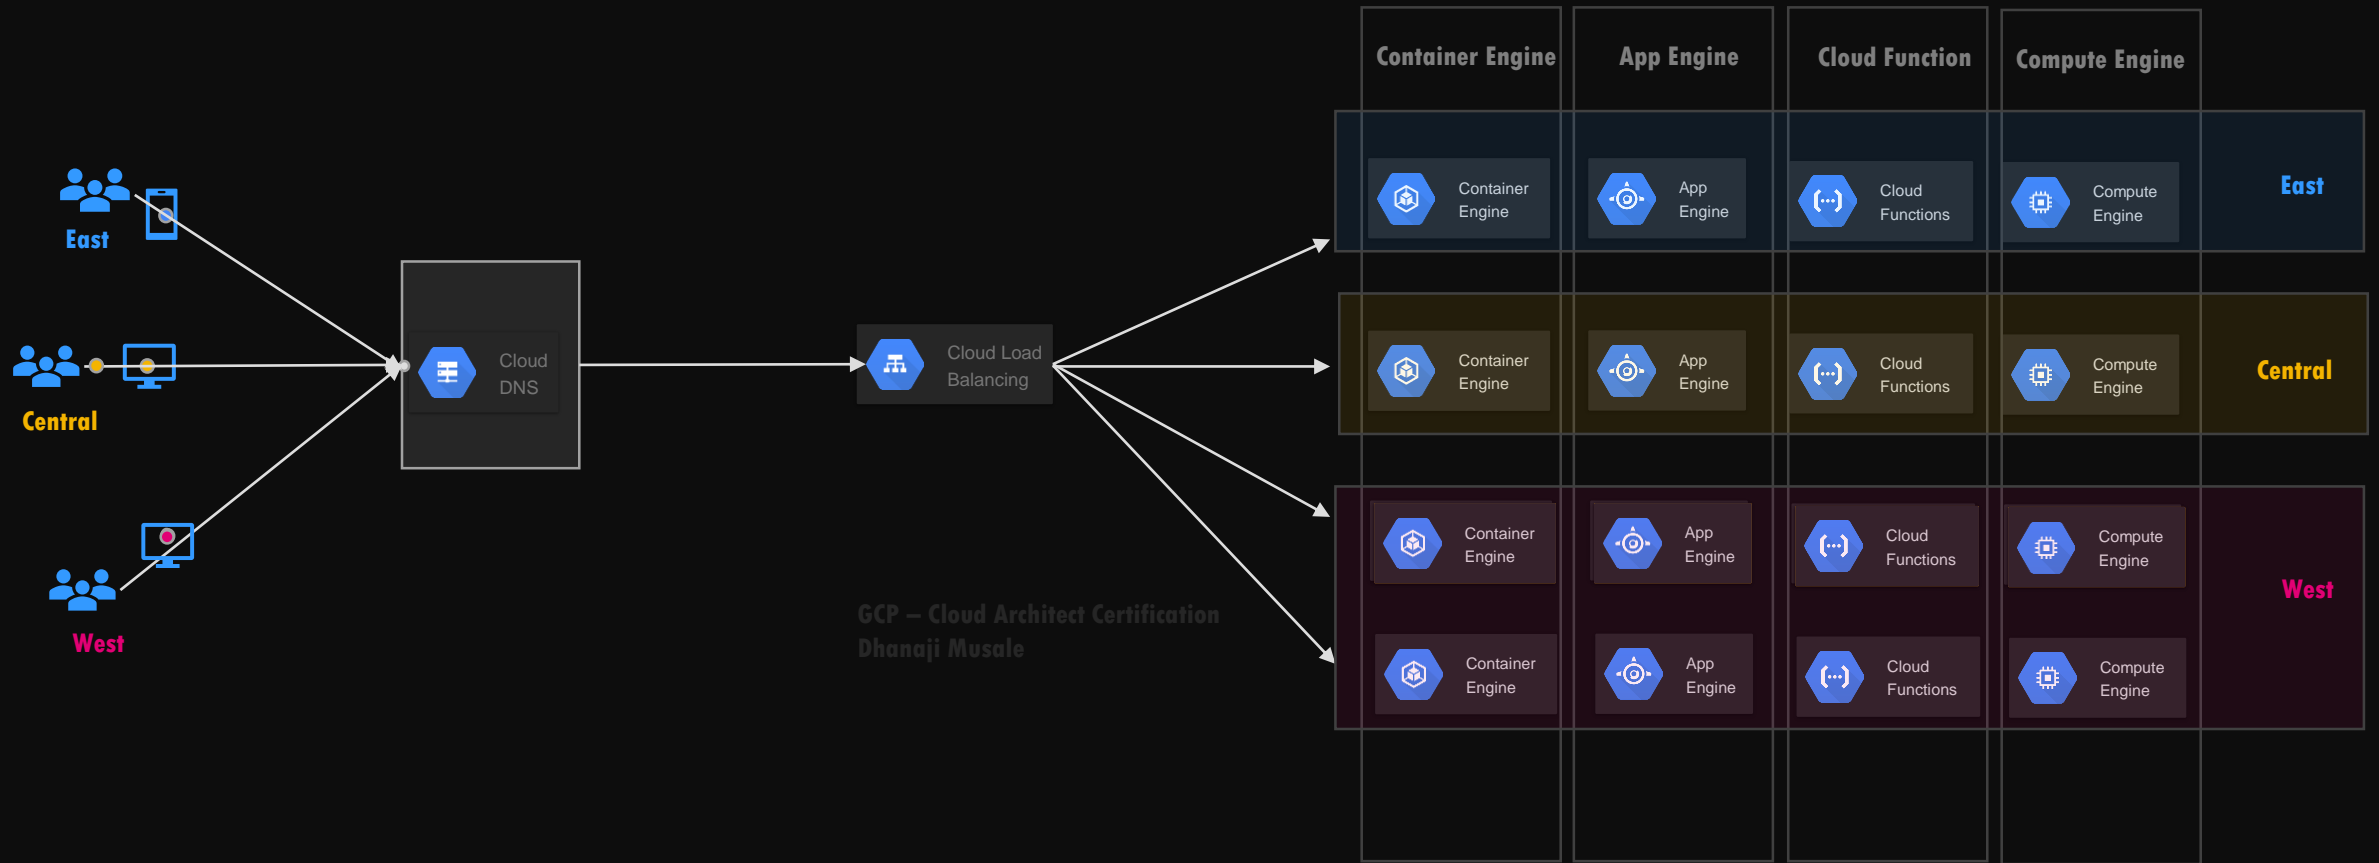 Container Engine
App Engine
Cloud Function
Compute Engine
East
Central
West
Cloud
DNS
Cloud Load
Balancing
GCP – Cloud Architect Certification
Dhanaji Musale
Container
Engine
App
Engine
Cloud
Functions
Compute
Engine
East
Container
Engine
App
Engine
Cloud
Functions
Compute
Engine
Central
Container
Engine
App
Engine
Cloud
Functions
Compute
Engine
West
Container
Engine
App
Engine
Cloud
Functions
Compute
Engine